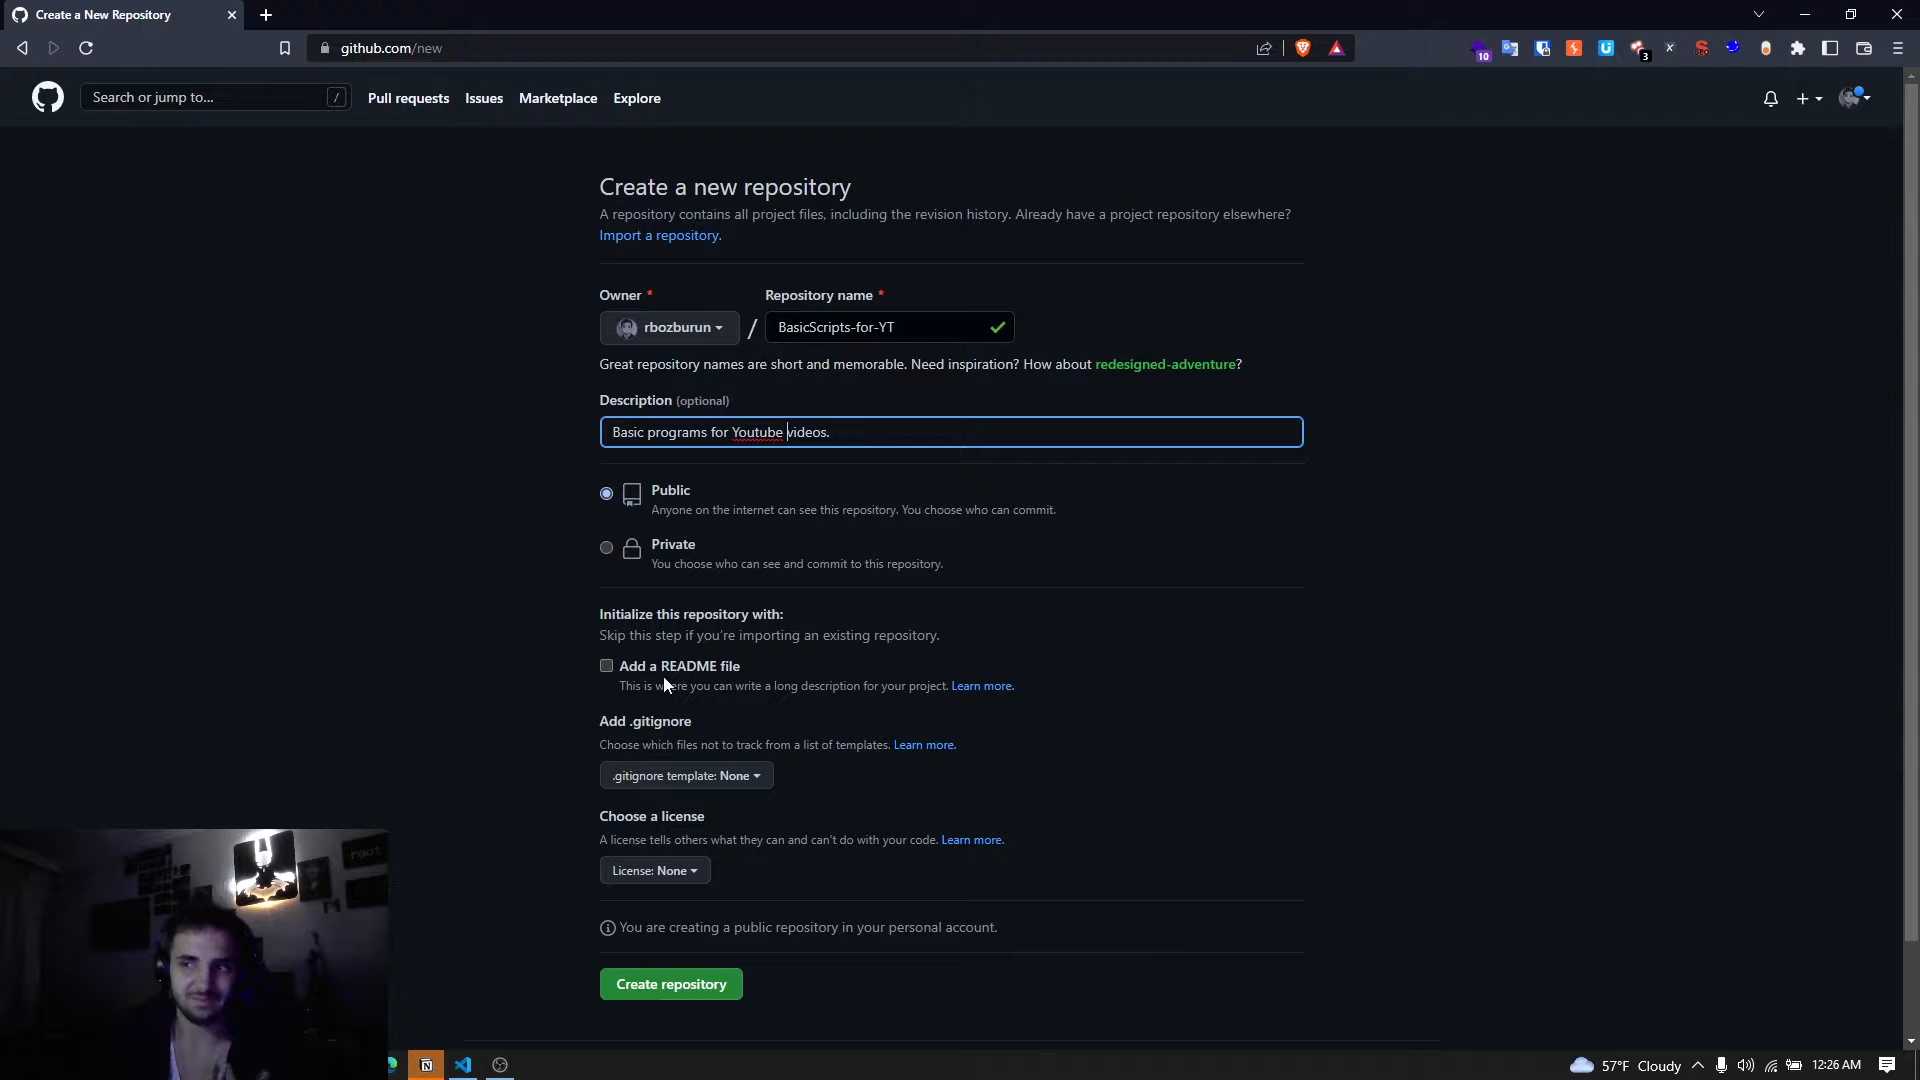 Create a New Repository
github.com/new
10
3
Search or jump to...
/
Pull requests
Issues
Marketplace
Explore
Create a new repository
A repository contains all project files, including the revision history. Already have a project repository elsewhere?
Import a repository.
Owner *
Repository name *
rbozburun
/
BasicScripts-for-YT
Great repository names are short and memorable. Need inspiration? How about redesigned-adventure?
Description (optional)
Basic programs for Youtube videos.
Public
Anyone on the internet can see this repository. You choose who can commit.
Private
You choose who can see and commit to this repository.
Initialize this repository with:
Skip this step if you're importing an existing repository.
Add a README file
This is where you can write a long description for your project. Learn more.
Add .gitignore
Choose which files not to track from a list of templates. Learn more.
.gitignore template: None
Choose a license
A license tells others what they can and can't do with your code. Learn more.
License: None
You are creating a public repository in your personal account.
Create repository
root
57°F Cloudy
12:26 AM